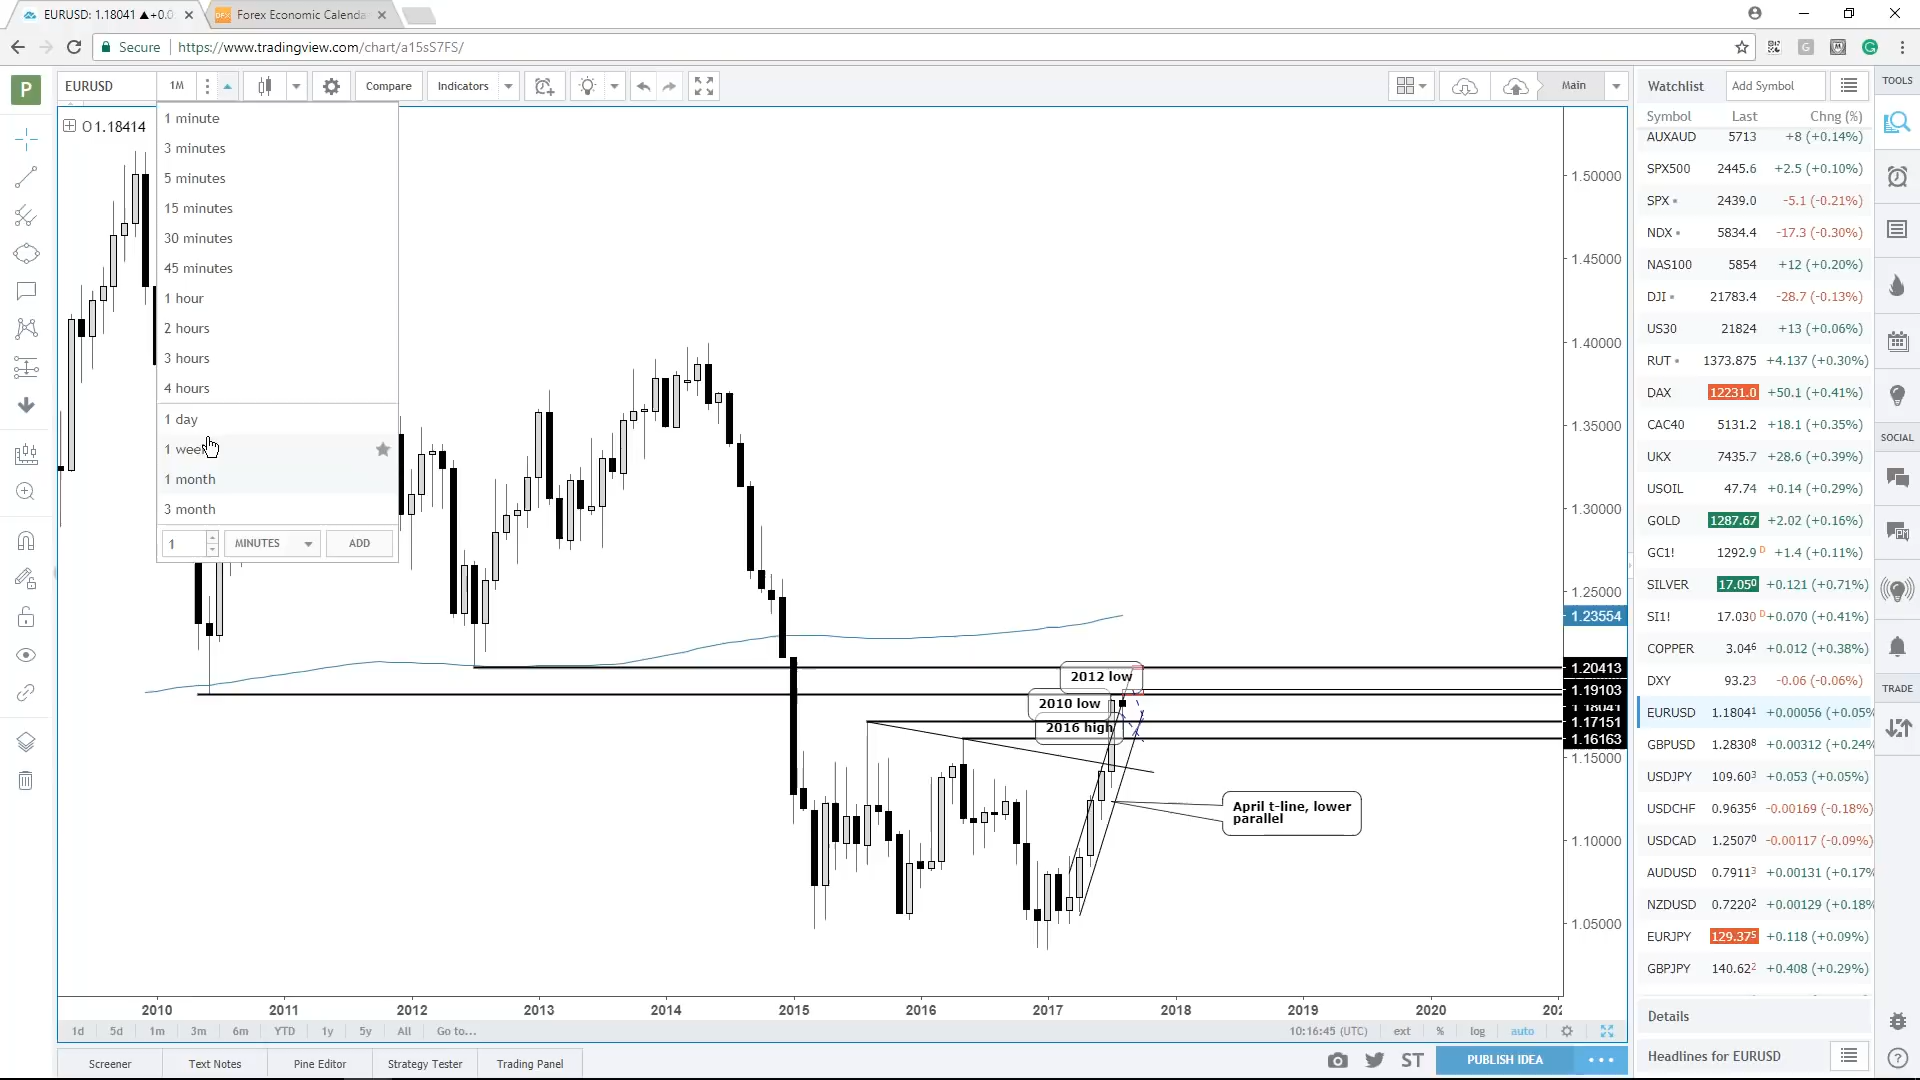 EURUSD: 1.18041 ▲+0.0
Forex Economic Calenda
Secure
https://www.tradingview.com/chart/a15sS7FS/
P
EURUSD
1M
Compare
Indicators
Main
O1.18414
1 minute
3 minutes
5 minutes
15 minutes
30 minutes
45 minutes
1 hour
2 hours
3 hours
4 hours
1 day
1 week
1 month
3 month
1
MINUTES
ADD
2012 low
2010 low
2016 high
April t-line, lower
parallel
1.50000
1.45000
1.40000
1.35000
1.30000
1.25000
1.23554
1.20413
1.19103
1.18041
1.17151
1.16163
1.15000
1.10000
1.05000
2010 2011 2012 2013 2014 2015 2016 2017 2018 2019 2020 202
1d 5d 1m 3m 6m YTD 1y 5y All Go to...
10:16:45 (UTC) ext % log auto
Screener Text Notes Pine Editor Strategy Tester Trading Panel
ST
PUBLISH IDEA
Watchlist
Add Symbol
Symbol Last Chng (%)
AUXAUD 5713 +8 (+0.14%)
SPX500 2445.6 +2.5 (+0.10%)
SPX 2439.0 -5.1 (-0.21%)
NDX 5834.4 -17.3 (-0.30%)
NAS100 5854 +12 (+0.20%)
DJI 21783.4 -28.7 (-0.13%)
US30 21824 +13 (+0.06%)
RUT 1373.875 +4.137 (+0.30%)
DAX 12231.0 +50.1 (+0.41%)
CAC40 5131.2 +18.1 (+0.35%)
UKX 7435.7 +28.6 (+0.39%)
USOIL 47.74 +0.14 (+0.29%)
GOLD 1287.67 +2.02 (+0.16%)
GC1! 1292.9 D +1.4 (+0.11%)
SILVER 17.05⁰ +0.121 (+0.71%)
SI1! 17.030 D +0.070 (+0.41%)
COPPER 3.04⁶ +0.012 (+0.38%)
DXY 93.23 -0.06 (-0.06%)
EURUSD 1.1804¹ +0.00056 (+0.05%
GBPUSD 1.2830⁸ +0.00312 (+0.24%
USDJPY 109.60³ +0.053 (+0.05%)
USDCHF 0.9635⁶ -0.00169 (-0.18%)
USDCAD 1.2507⁰ -0.00117 (-0.09%)
AUDUSD 0.7911³ +0.00131 (+0.17%
NZDUSD 0.7220² +0.00129 (+0.18%
EURJPY 129.37⁵ +0.118 (+0.09%)
GBPJPY 140.62² +0.408 (+0.29%)
Details
Headlines for EURUSD
TOOLS
SOCIAL
TRADE